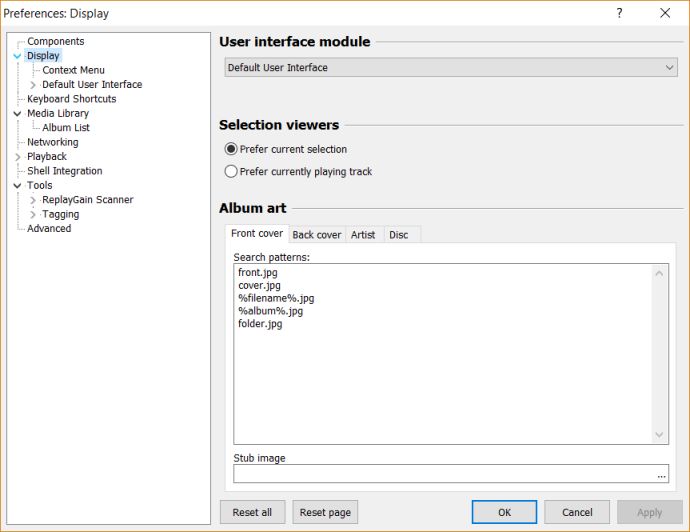 Preferences: Display
?
Components
Display
Context Menu
Default User Interface
Keyboard Shortcuts
Media Library
Album List
Networking
Playback
Shell Integration
Tools
ReplayGain Scanner
Tagging
Advanced
User interface module
Default User Interface
Selection viewers
Prefer current selection
Prefer currently playing track
Album art
Front cover Back cover Artist Disc
Search patterns:
front.jpg
cover.jpg
%filename%.jpg
%album%.jpg
folder.jpg
Stub image
...
Reset all Reset page OK Cancel Apply